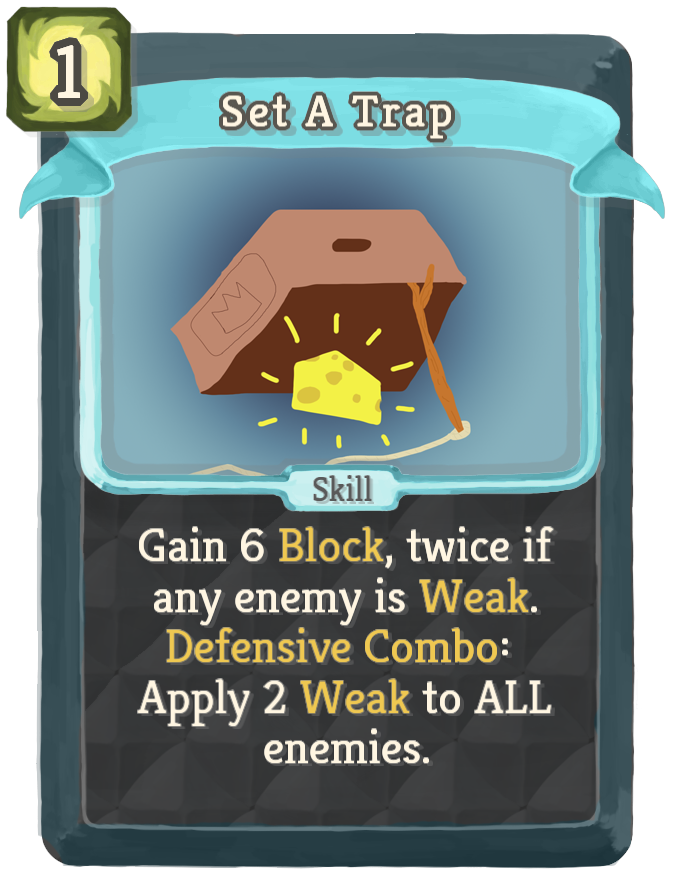 1
Set A Trap
Skill
Gain 6 Block, twice if
any enemy is Weak.
Defensive Combo:
Apply 2 Weak to ALL
enemies.